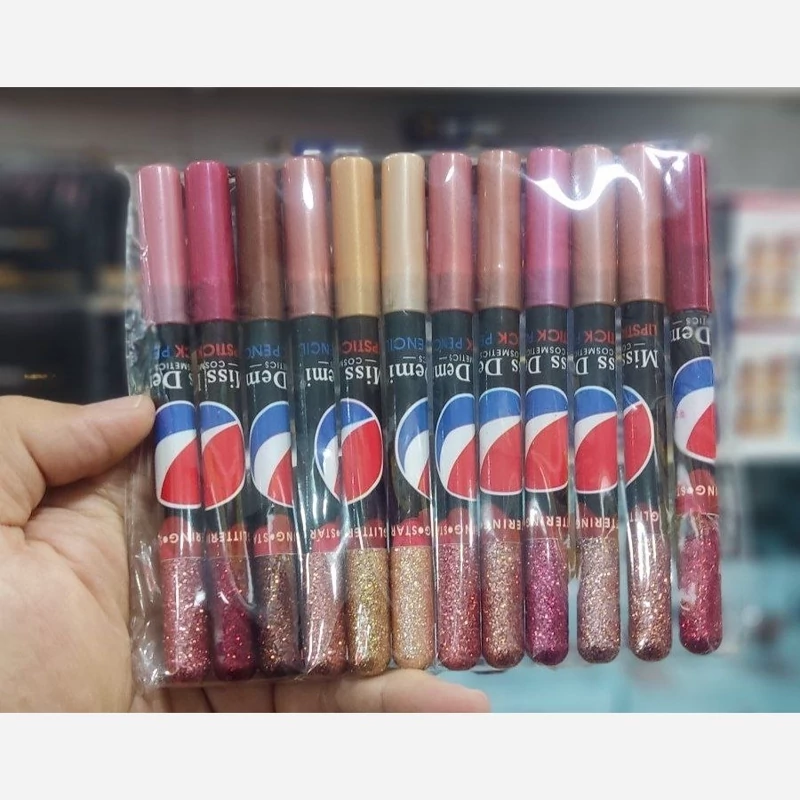 LIPSTICK PENCIL
Miss Demi
— COSMETICS —
GLITTERING•STAR